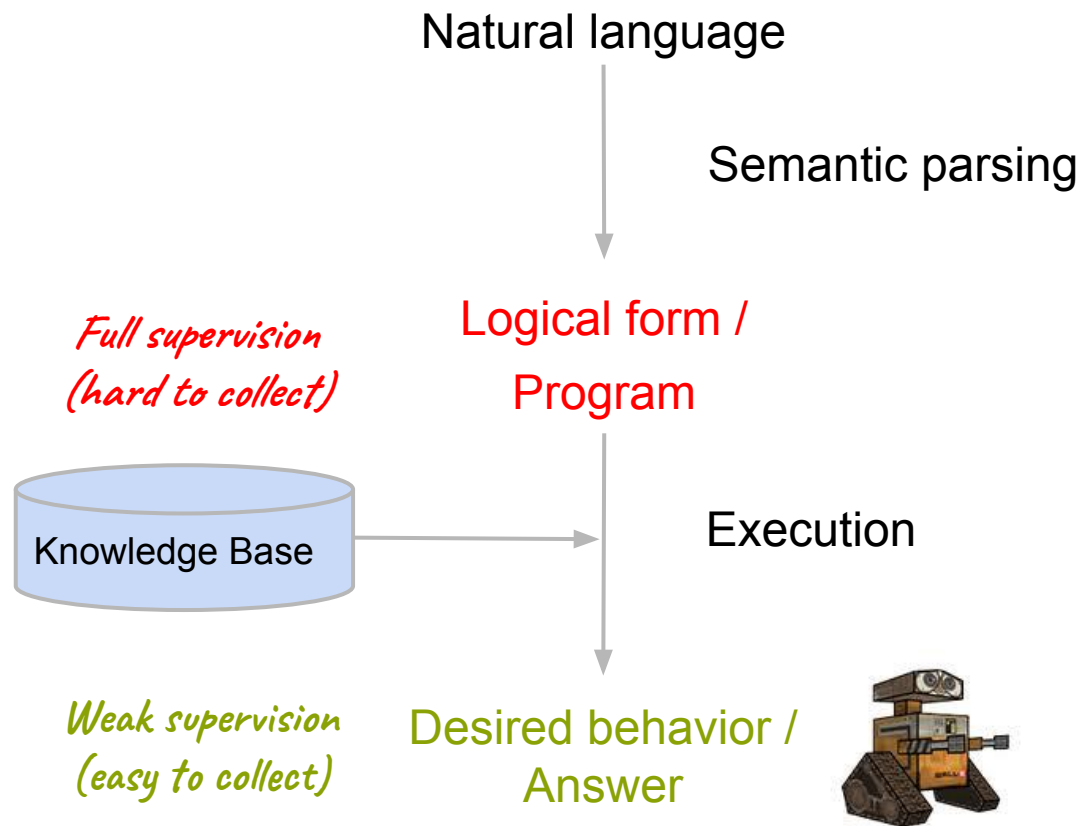 Natural language
Semantic parsing
Full supervision
(hard to collect)
Logical form /
Program
Knowledge Base
Execution
Weak supervision
(easy to collect)
Desired behavior /
Answer